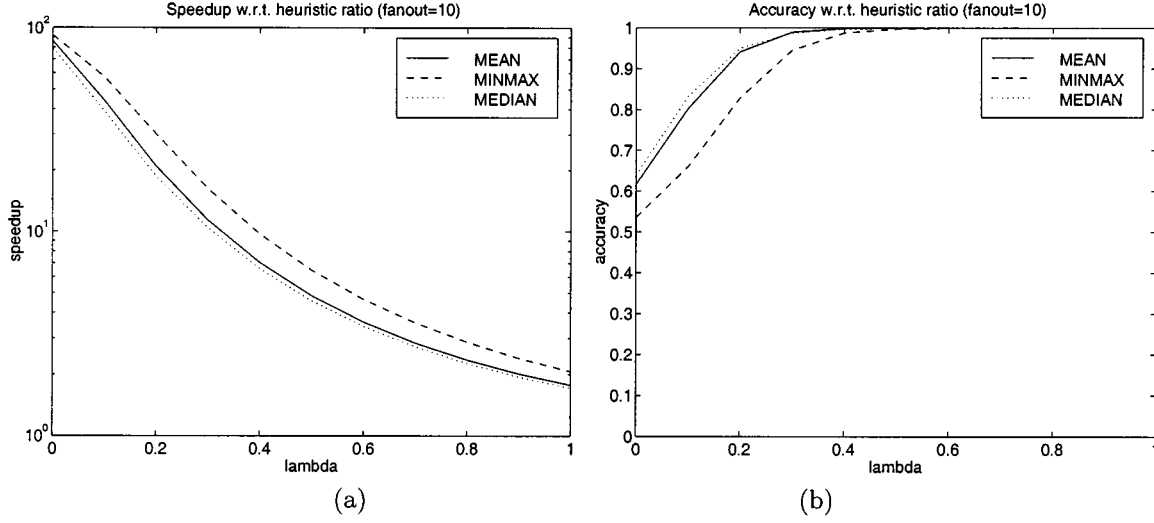 Speedup w.r.t. heuristic ratio (fanout=10)
10^2
10^1
10^0
speedup
MEAN
MINMAX
MEDIAN
0 0.2 0.4 0.6 0.8 1
lambda
(a)
Accuracy w.r.t. heuristic ratio (fanout=10)
1
0.9
0.8
0.7
0.6
0.5
0.4
0.3
0.2
0.1
0
accuracy
MEAN
MINMAX
MEDIAN
0 0.2 0.4 0.6 0.8 1
lambda
(b)